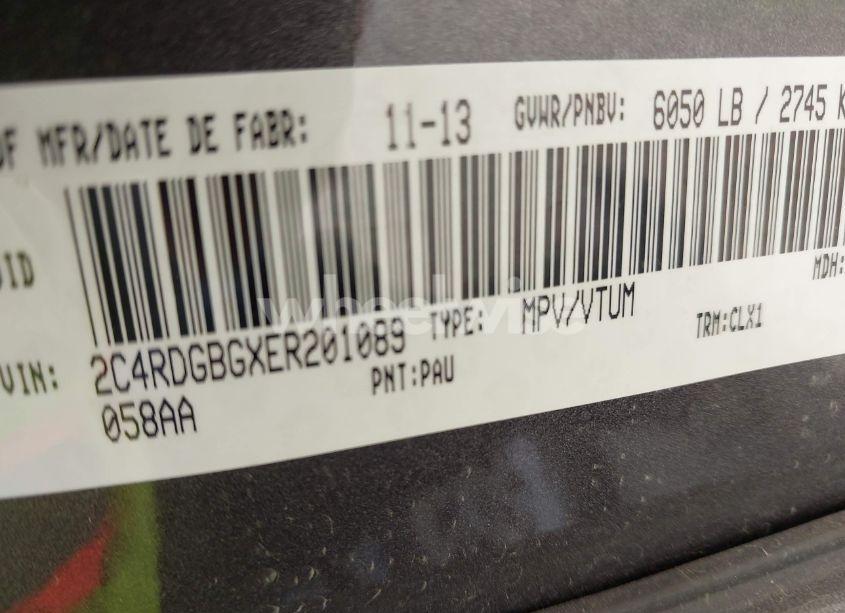 OF MFR/DATE DE FABR: 11-13 GVWR/PNBV: 6050 LB / 2745 K
VIN: 2C4RDGBGXER201089 TYPE: MPV/VTUM TRM:CLX1 MDH:
058AA PNT:PAU